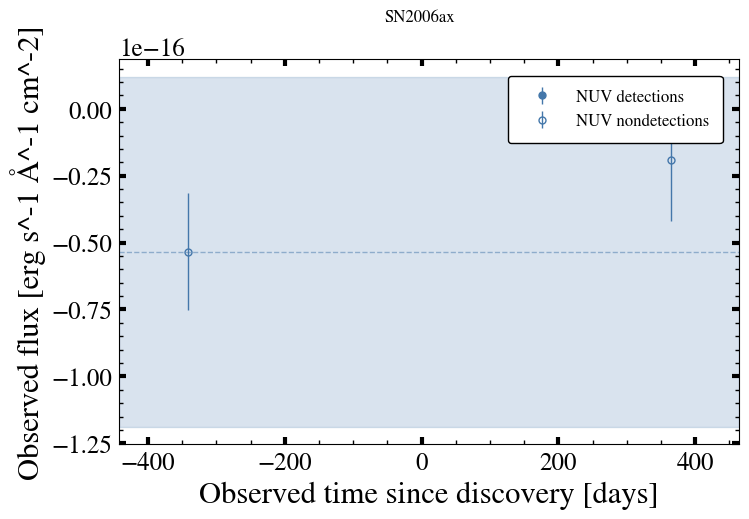 SN2006ax
1e−16
NUV detections
NUV nondetections
0.00
−0.25
−0.50
−0.75
−1.00
−1.25
Observed flux [erg s^-1 Å^-1 cm^-2]
−400
−200
0
200
400
Observed time since discovery [days]